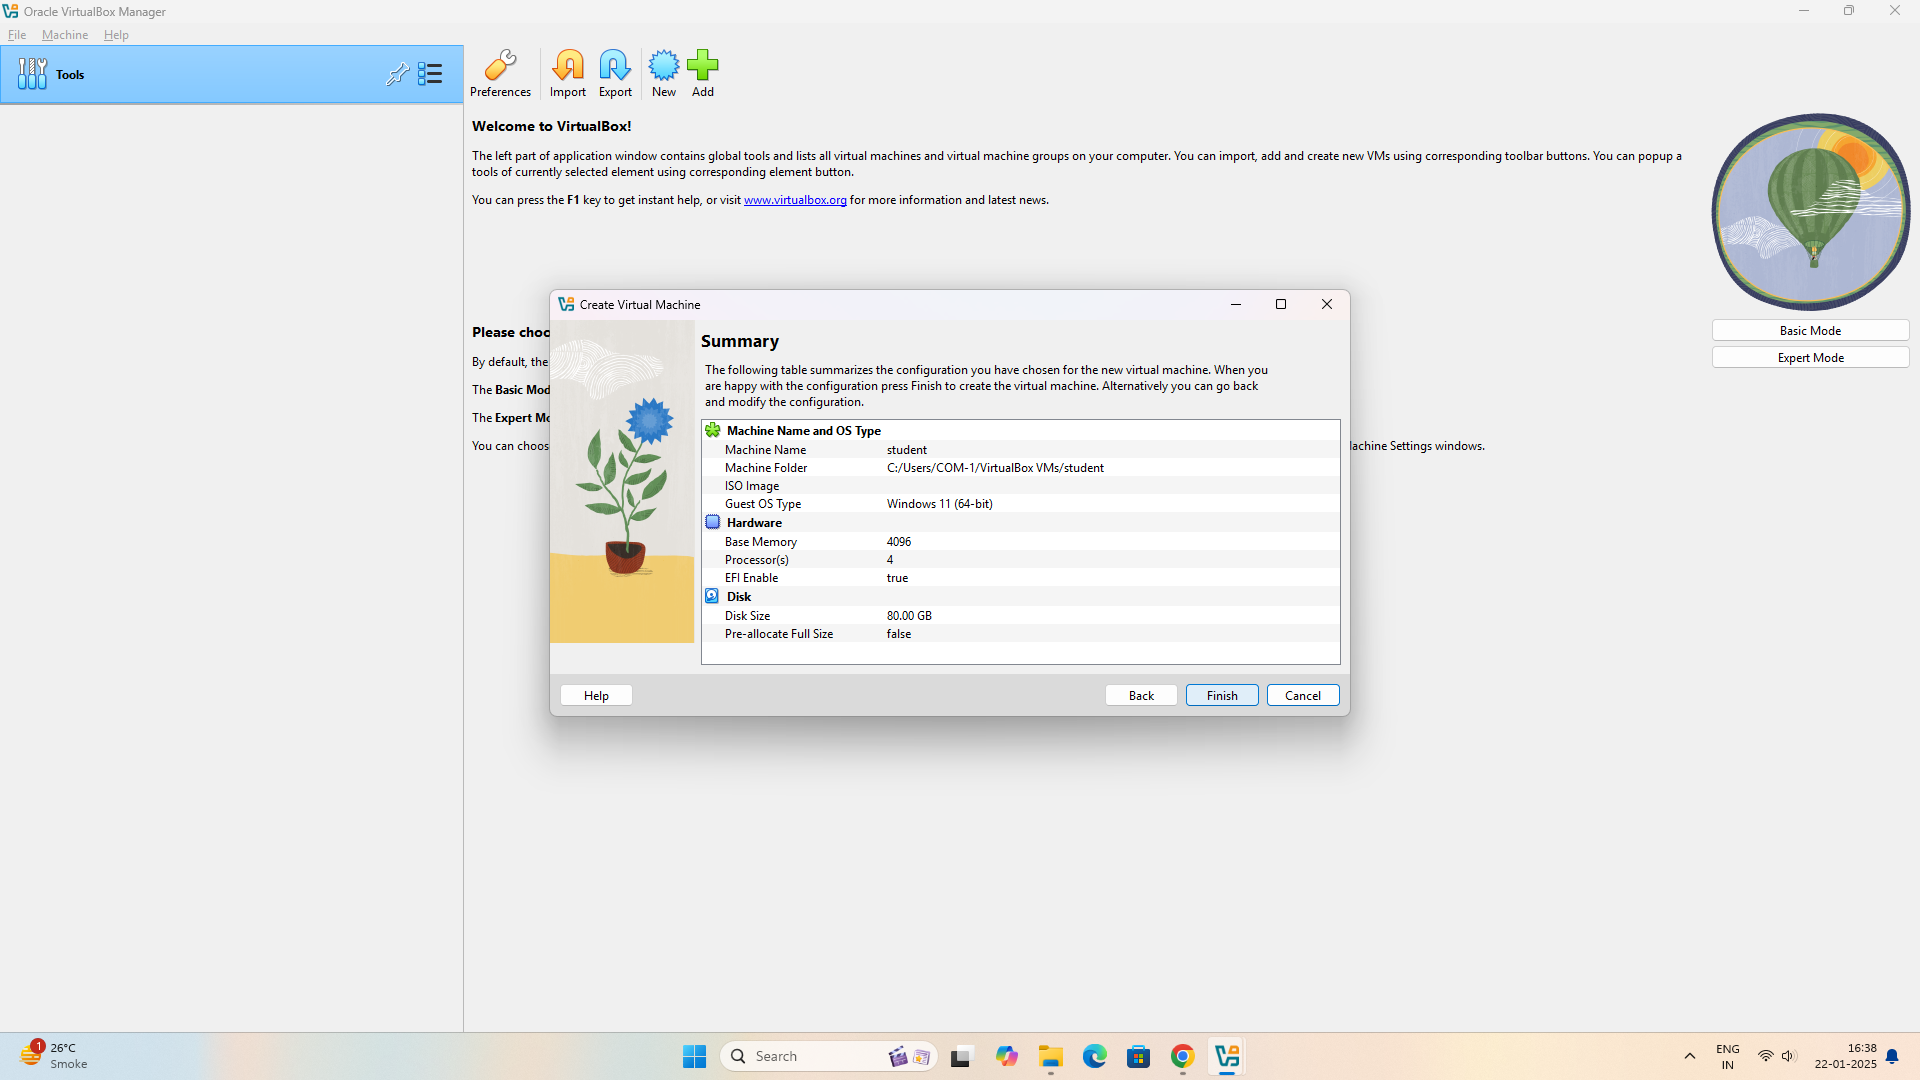 Oracle VirtualBox Manager
File Machine Help
Tools
Preferences Import Export New Add
Welcome to VirtualBox!
The left part of application window contains global tools and lists all virtual machines and virtual machine groups on your computer. You can import, add and create new VMs using corresponding toolbar buttons. You can popup a
tools of currently selected element using corresponding element button.
You can press the F1 key to get instant help, or visit www.virtualbox.org for more information and latest news.
Basic Mode
Expert Mode
Please choo
By default, the
The Basic Mod
The Expert Mo
You can choos
achine Settings windows.
Create Virtual Machine
Summary
The following table summarizes the configuration you have chosen for the new virtual machine. When you
are happy with the configuration press Finish to create the virtual machine. Alternatively you can go back
and modify the configuration.
Machine Name and OS Type
Machine Name student
Machine Folder C:/Users/COM-1/VirtualBox VMs/student
ISO Image
Guest OS Type Windows 11 (64-bit)
Hardware
Base Memory 4096
Processor(s) 4
EFI Enable true
Disk
Disk Size 80.00 GB
Pre-allocate Full Size false
Help Back Finish Cancel
1
26°C
Smoke
Search
ENG
IN
16:38
22-01-2025